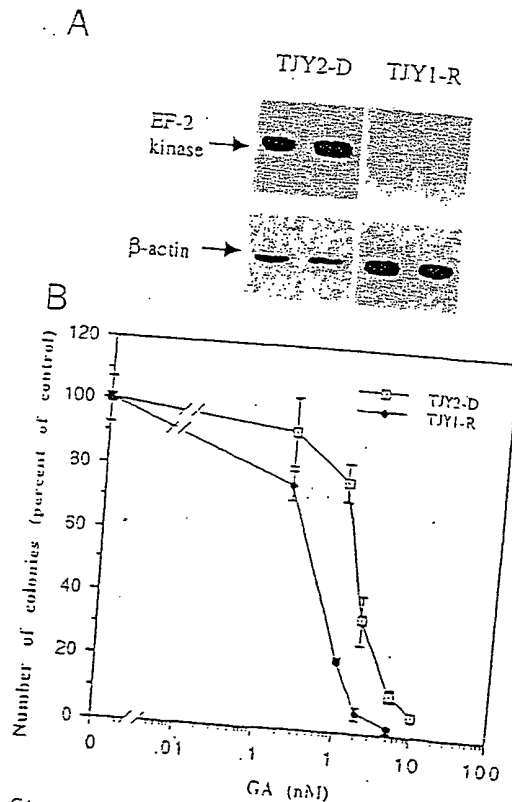 A
TJY2-D TJY1-R
EF-2
kinase
β-actin
B
120
100
80
60
40
20
0
Number of colonies (percent of control)
TJY2-D
TJY1-R
0 .01 .1 1 10 100
GA (nM)